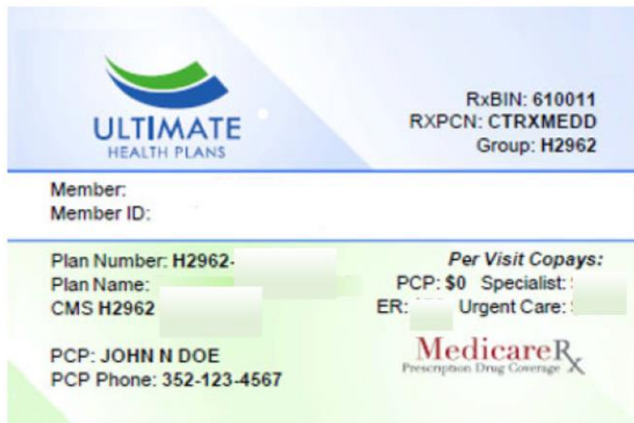 ULTIMATE
HEALTH PLANS
RxBIN: 610011
RXPCN: CTRXMEDD
Group: H2962
Member:
Member ID:
Plan Number: H2962-
Plan Name:
CMS H2962
PCP: JOHN N DOE
PCP Phone: 352-123-4567
Per Visit Copays:
PCP: $0 Specialist:
ER: Urgent Care:
MedicareRx
Prescription Drug Coverage